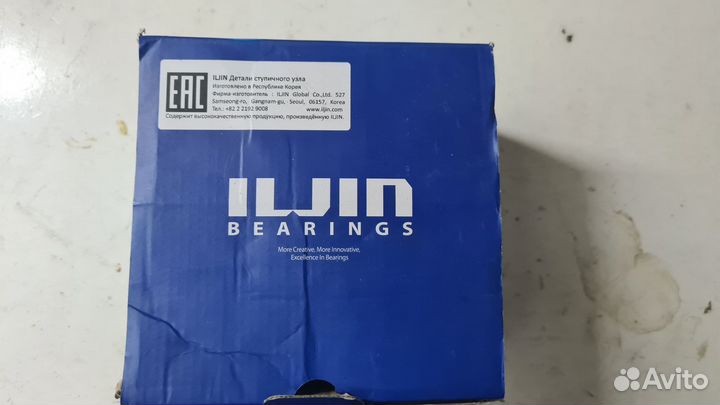 EAC
ILJIN Детали ступичного узла
Изготовлено в Республике Корея
Фирма-изготовитель : ILJIN Global Co.,Ltd. 527
Samseong-ro, Gangnam-gu, Seoul, 06157, Korea
Тел.: +82 2 2192 9008 www.iljin.com
Содержит высококачественную продукцию, произведённую ILJIN.
ILJIN
BEARINGS
More Creative, More Innovative,
Excellence in Bearings
Avito